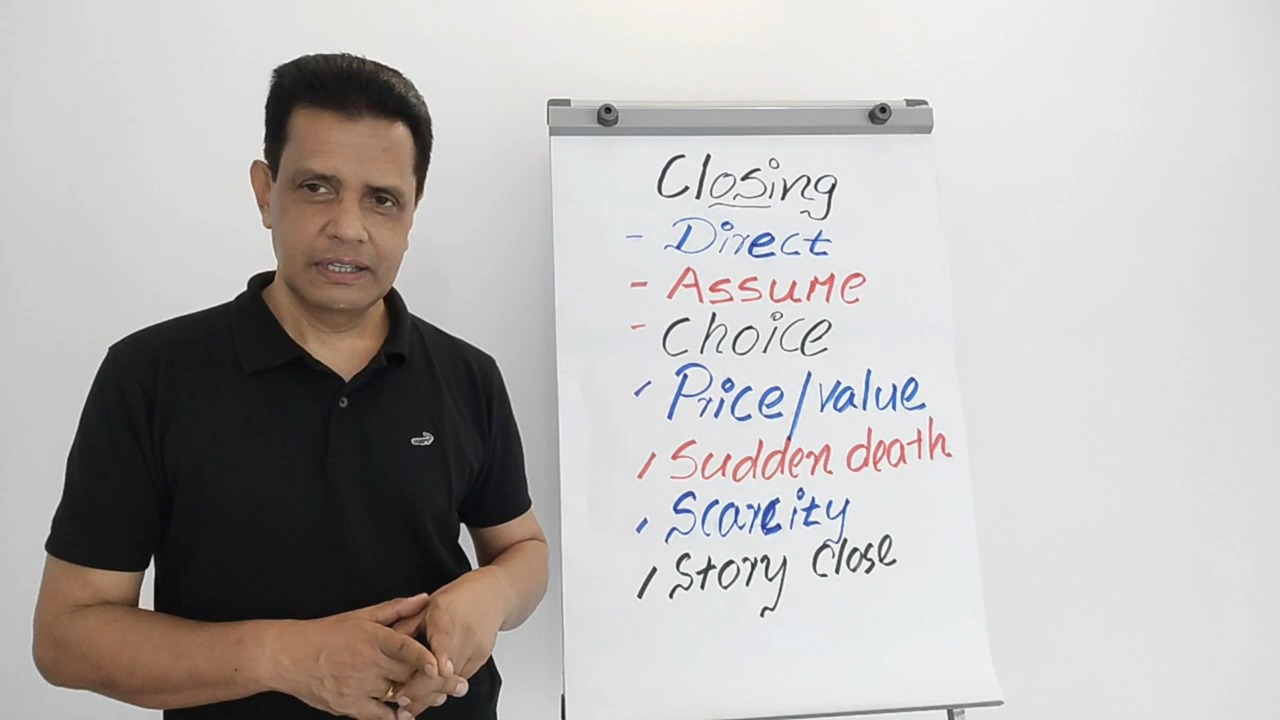 Closing
- Direct
- Assume
- Choice
- Price/value
- Sudden death
- Scarcity
- Story close